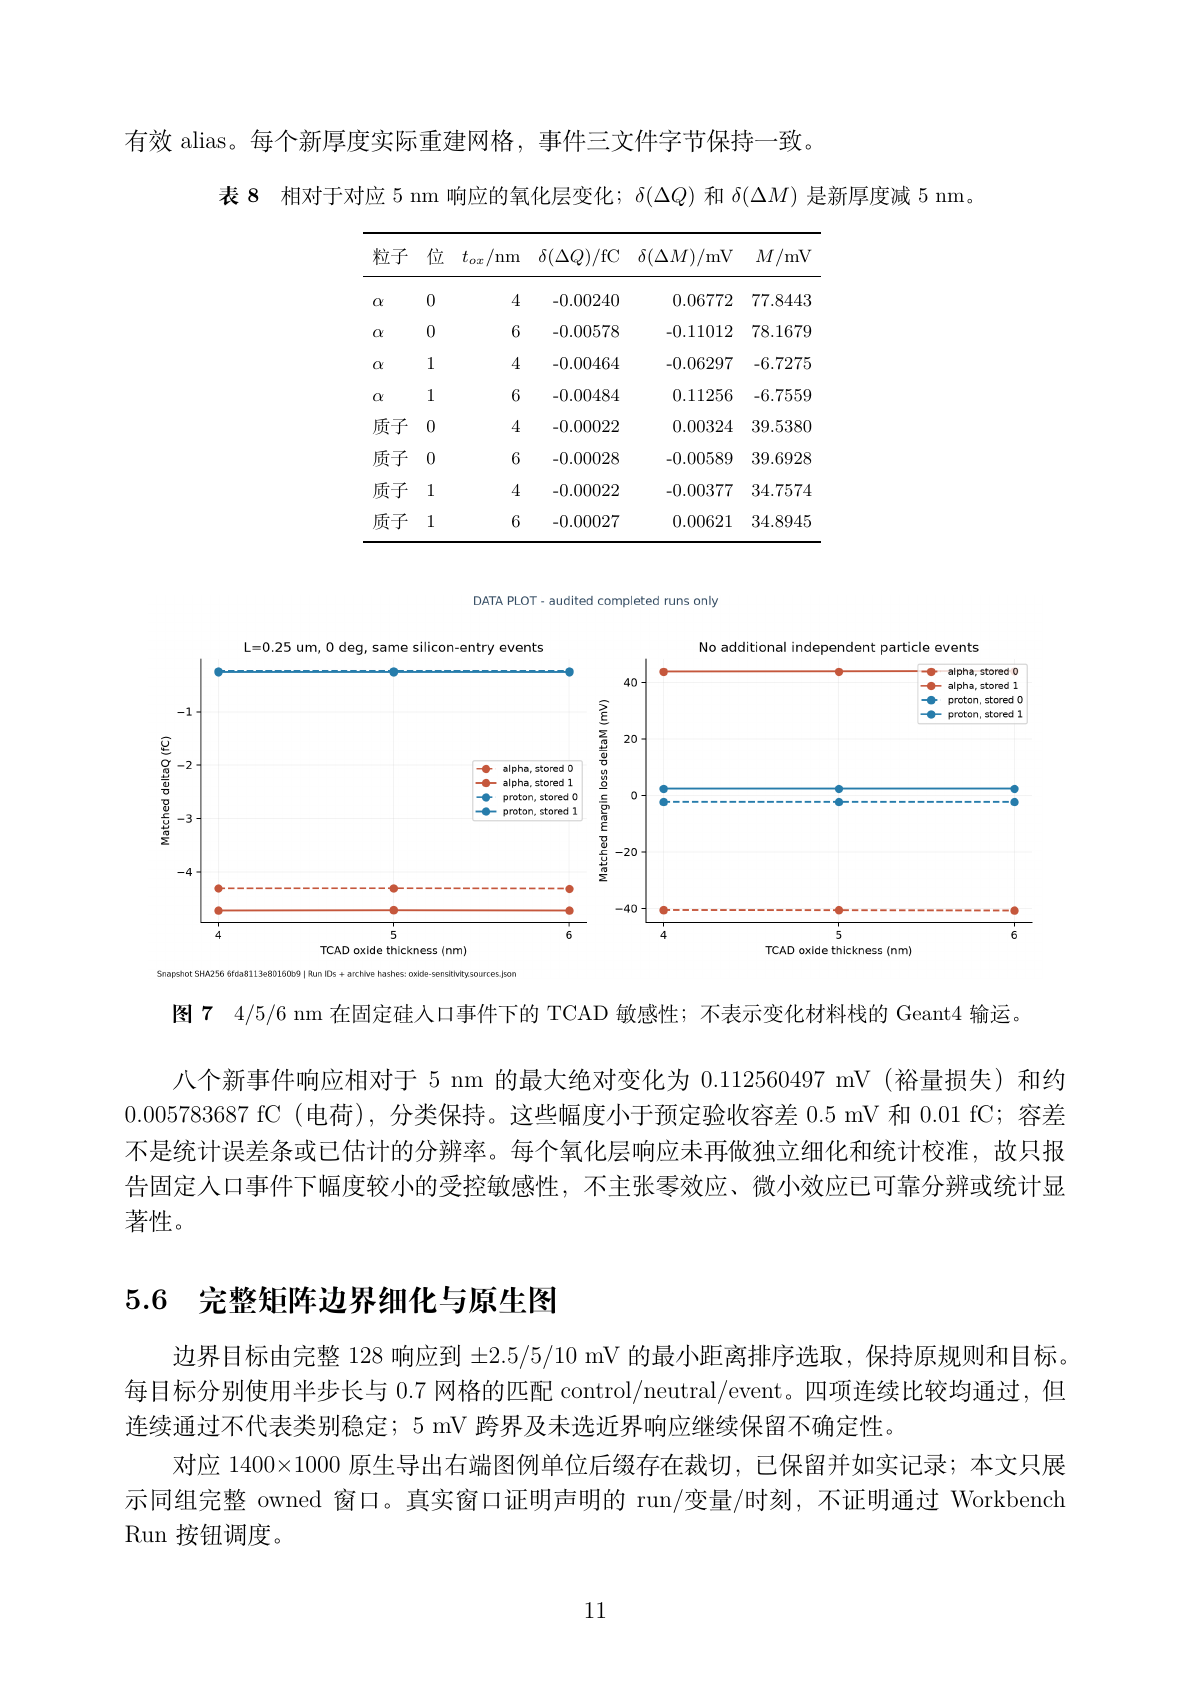 有效 alias。每个新厚度实际重建网格，事件三文件字节保持一致。
表 8 相对于对应 5 nm 响应的氧化层变化；δ(ΔQ) 和 δ(ΔM) 是新厚度减 5 nm。
粒子 位 tox/nm δ(ΔQ)/fC δ(ΔM)/mV M/mV
α 0 4 -0.00240 0.06772 77.8443
α 0 6 -0.00578 -0.11012 78.1679
α 1 4 -0.00464 -0.06297 -6.7275
α 1 6 -0.00484 0.11256 -6.7559
质子 0 4 -0.00022 0.00324 39.5380
质子 0 6 -0.00028 -0.00589 39.6928
质子 1 4 -0.00022 -0.00377 34.7574
质子 1 6 -0.00027 0.00621 34.8945
DATA PLOT - audited completed runs only
L=0.25 um, 0 deg, same silicon-entry events
−1
−2
−3
−4
Matched deltaQ (fC)
alpha, stored 0
alpha, stored 1
proton, stored 0
proton, stored 1
4 5 6
TCAD oxide thickness (nm)
No additional independent particle events
40
20
0
−20
−40
Matched margin loss deltaM (mV)
alpha, stored 0
alpha, stored 1
proton, stored 0
proton, stored 1
4 5 6
TCAD oxide thickness (nm)
Snapshot SHA256 6fda8113e80160b9 | Run IDs + archive hashes: oxide-sensitivity.sources.json
图 7 4/5/6 nm 在固定硅入口事件下的 TCAD 敏感性；不表示变化材料栈的 Geant4 输运。
八个新事件响应相对于 5 nm 的最大绝对变化为 0.112560497 mV（裕量损失）和约
0.005783687 fC（电荷），分类保持。这些幅度小于预定验收容差 0.5 mV 和 0.01 fC；容差
不是统计误差条或已估计的分辨率。每个氧化层响应未再做独立细化和统计校准，故只报
告固定入口事件下幅度较小的受控敏感性，不主张零效应、微小效应已可靠分辨或统计显
著性。
5.6 完整矩阵边界细化与原生图
边界目标由完整 128 响应到 ±2.5/5/10 mV 的最小距离排序选取，保持原规则和目标。
每目标分别使用半步长与 0.7 网格的匹配 control/neutral/event。四项连续比较均通过，但
连续通过不代表类别稳定；5 mV 跨界及未选近界响应继续保留不确定性。
对应 1400×1000 原生导出右端图例单位后缀存在裁切，已保留并如实记录；本文只展
示同组完整 owned 窗口。真实窗口证明声明的 run/变量/时刻，不证明通过 Workbench
Run 按钮调度。
11